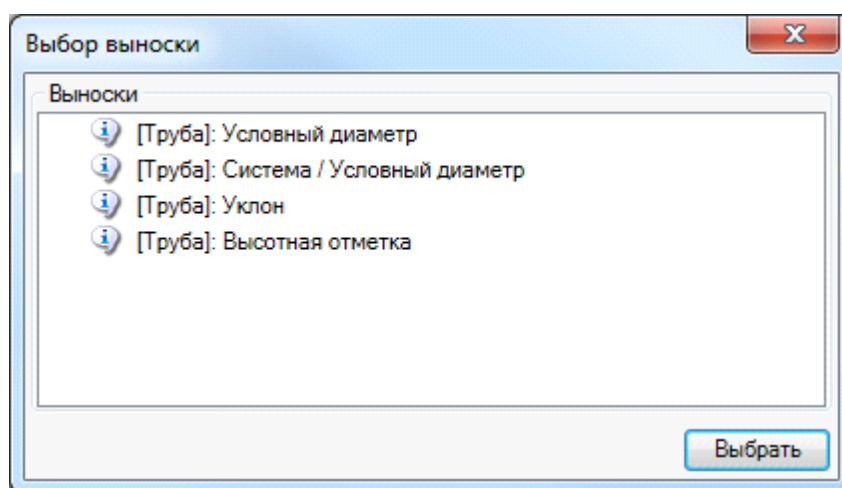 Выбор выноски
Выноски
[Труба]: Условный диаметр
[Труба]: Система / Условный диаметр
[Труба]: Уклон
[Труба]: Высотная отметка
Выбрать